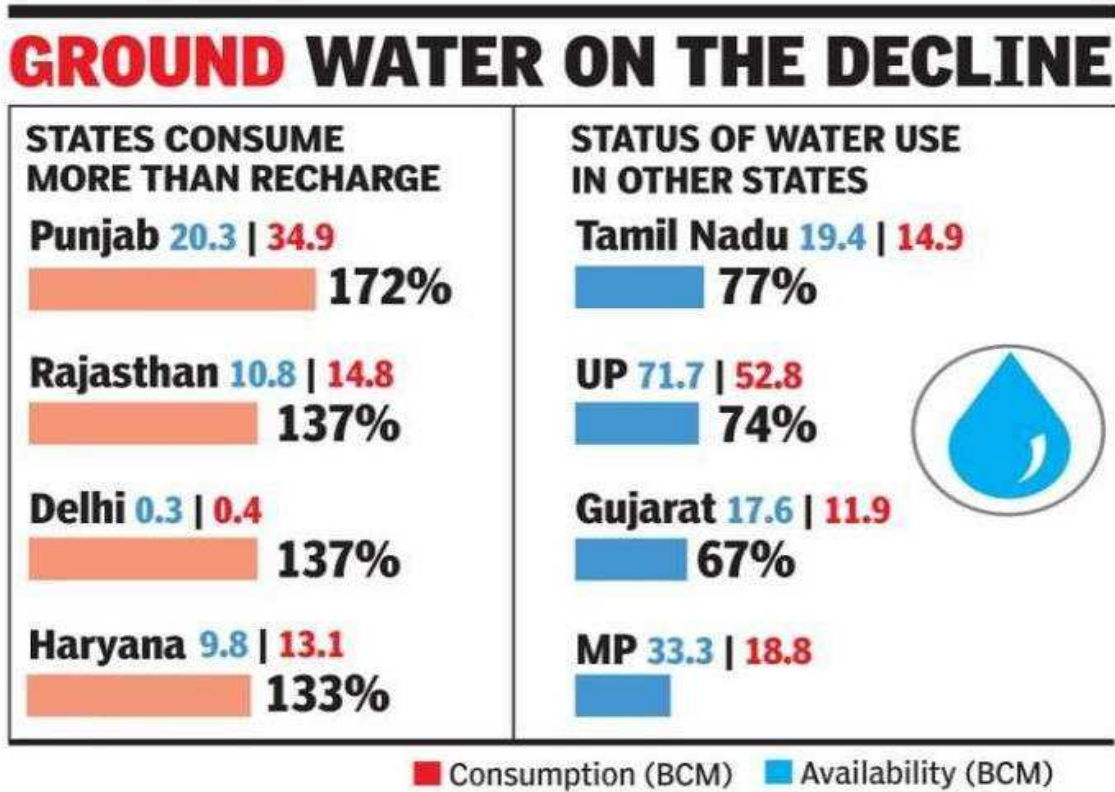 GROUND WATER ON THE DECLINE
STATES CONSUME
MORE THAN RECHARGE
Punjab 20.3 | 34.9
172%
Rajasthan 10.8 | 14.8
137%
Delhi 0.3 | 0.4
137%
Haryana 9.8 | 13.1
133%
STATUS OF WATER USE
IN OTHER STATES
Tamil Nadu 19.4 | 14.9
77%
UP 71.7 | 52.8
74%
Gujarat 17.6 | 11.9
67%
MP 33.3 | 18.8
Consumption (BCM) Availability (BCM)